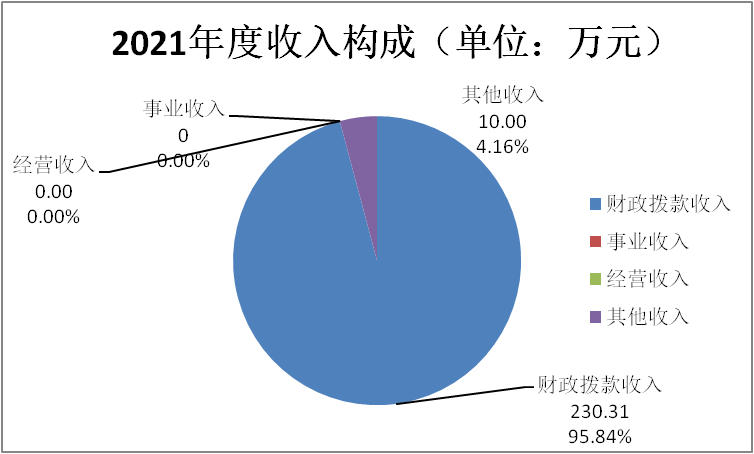 2021年度收入构成（单位：万元）
其他收入
10.00
4.16%
事业收入
0
0.00%
经营收入
0.00
0.00%
财政拨款收入
事业收入
经营收入
其他收入
财政拨款收入
230.31
95.84%